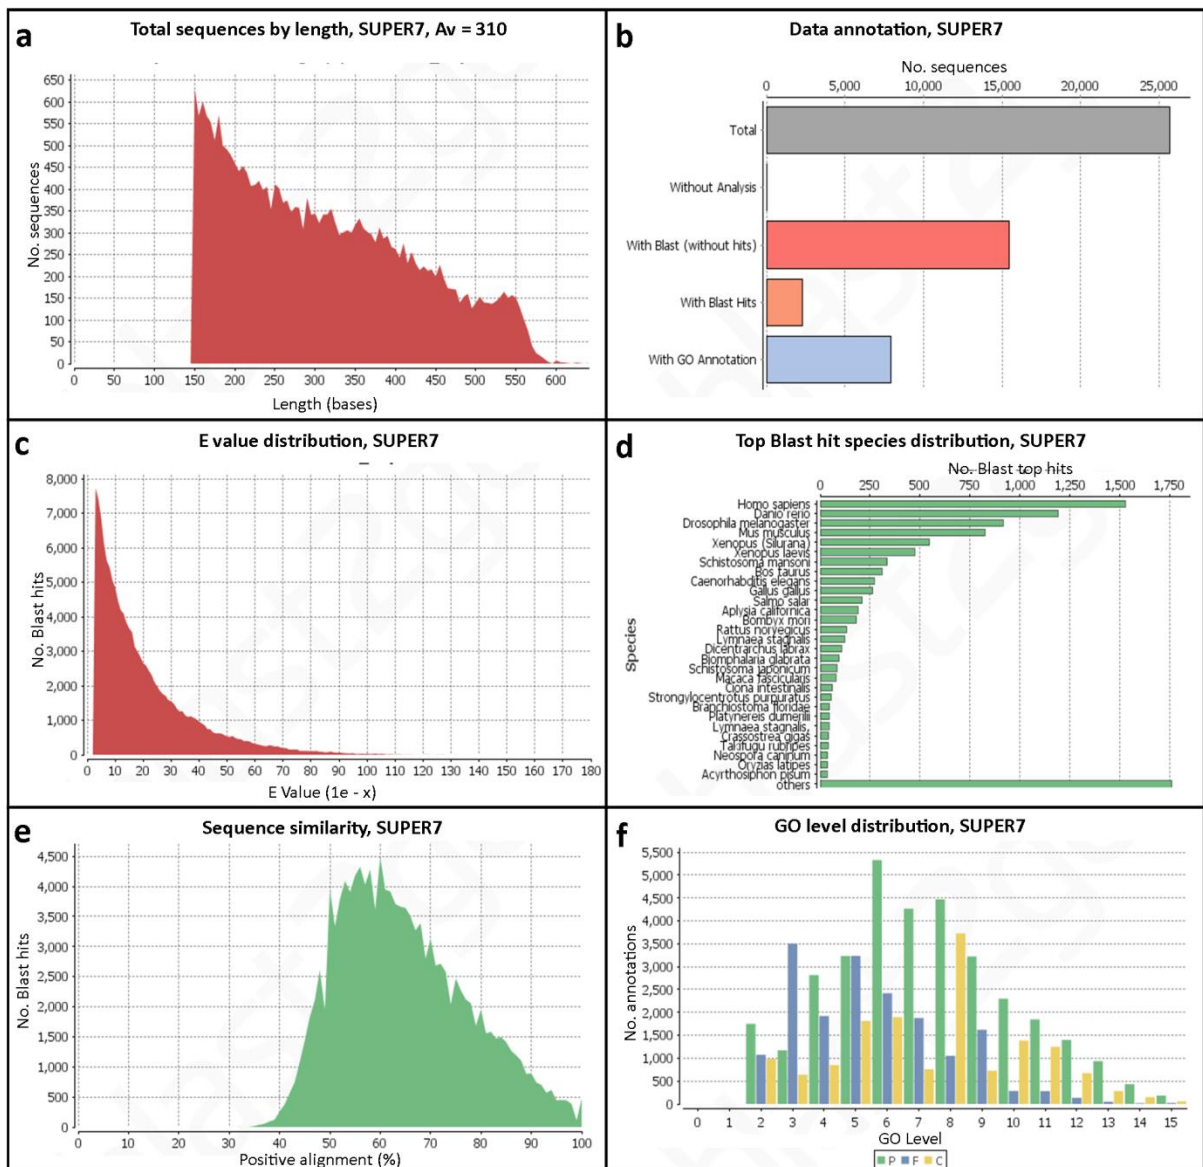 a
Total sequences by length, SUPER7, Av = 310
No. sequences
650
600
550
500
450
400
350
300
250
200
150
100
50
0
0 50 100 150 200 250 300 350 400 450 500 550 600
Length (bases)
b
Data annotation, SUPER7
No. sequences
0 5,000 10,000 15,000 20,000 25,000
Total
Without Analysis
With Blast (without hits)
With Blast Hits
With GO Annotation
c
E value distribution, SUPER7
No. Blast hits
8,000
7,000
6,000
5,000
4,000
3,000
2,000
1,000
0
0 10 20 30 40 50 60 70 80 90 100 110 120 130 140 150 160 170 180
E Value (1e - x)
d
Top Blast hit species distribution, SUPER7
No. Blast top hits
0 250 500 750 1,000 1,250 1,500 1,750
Species
Homo sapiens
Danio rerio
Drosophila melanogaster
Mus musculus
Xenopus (Silurana)
Xenopus laevis
Schistosoma mansoni
Bos taurus
Caenorhabditis elegans
Gallus gallus
Salmo salar
Aplysia californica
Bombyx mori
Rattus norvegicus
Lymnaea stagnalis
Dicentrarchus labrax
Biomphalaria glabrata
Schistosoma japonicum
Macaca fascicularis
Ciona intestinalis
Strongylocentrotus purpuratus
Branchiostoma floridae
Platynereis dumerilii
Lymnaea stagnalis,
Crassostrea gigas
Takifugu rubripes
Neospora caninum
Oryzias latipes
Acyrthosiphon pisum
others
e
Sequence similarity, SUPER7
No. Blast hits
4,500
4,000
3,500
3,000
2,500
2,000
1,500
1,000
500
0
0 10 20 30 40 50 60 70 80 90 100
Positive alignment (%)
f
GO level distribution, SUPER7
No. annotations
5,500
5,000
4,500
4,000
3,500
3,000
2,500
2,000
1,500
1,000
500
0
0 1 2 3 4 5 6 7 8 9 10 11 12 13 14 15
GO Level
P F C